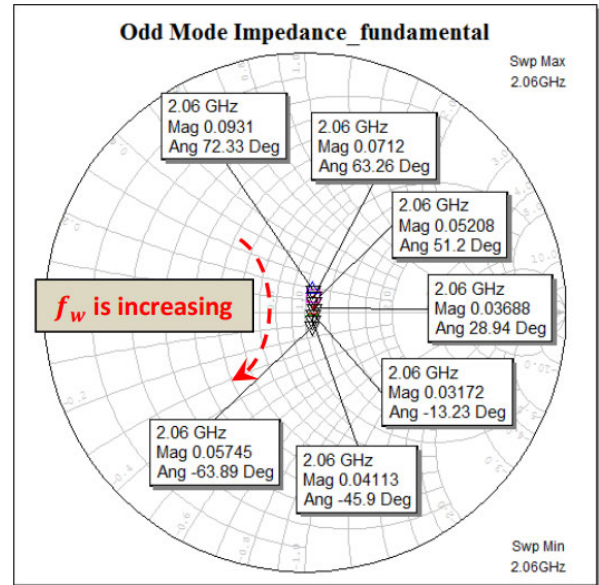 Odd Mode Impedance_fundamental
Swp Max
2.06GHz
2.06 GHz
Mag 0.0931
Ang 72.33 Deg
2.06 GHz
Mag 0.0712
Ang 63.26 Deg
2.06 GHz
Mag 0.05208
Ang 51.2 Deg
f_w is increasing
2.06 GHz
Mag 0.03688
Ang 28.94 Deg
2.06 GHz
Mag 0.03172
Ang -13.23 Deg
2.06 GHz
Mag 0.05745
Ang -63.89 Deg
2.06 GHz
Mag 0.04113
Ang -45.9 Deg
Swp Min
2.06GHz